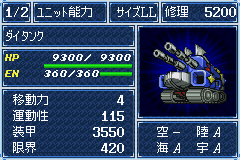 1/2 ユニット能力 サイズLL 修理 5200
ダイタンク
HP 9300/ 9300
EN 360/360
移動力 4
運動性 115
装甲 3550
限界 420
空 - 陸 A
海 A 宇 A